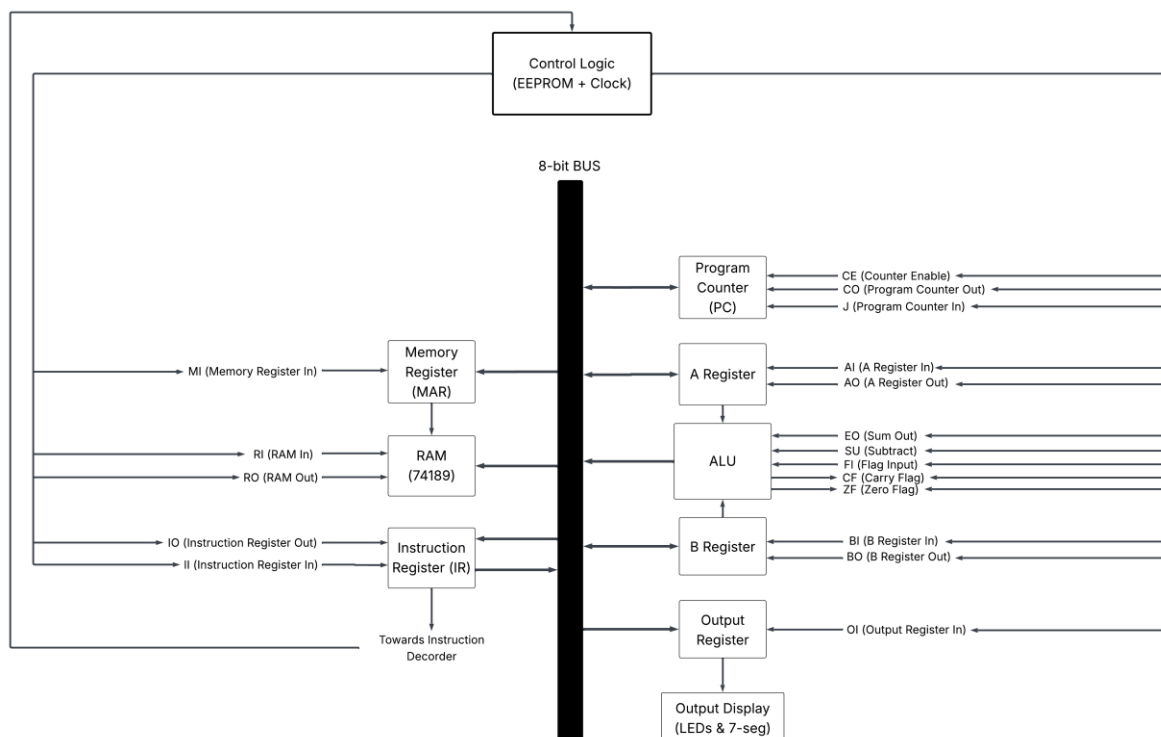 Control Logic
(EEPROM + Clock)
8-bit BUS
Program
Counter
(PC)
CE (Counter Enable)
CO (Program Counter Out)
J (Program Counter In)
MI (Memory Register In)
Memory
Register
(MAR)
A Register
AI (A Register In)
AO (A Register Out)
RI (RAM In)
RO (RAM Out)
RAM
(74189)
ALU
EO (Sum Out)
SU (Subtract)
FI (Flag Input)
CF (Carry Flag)
ZF (Zero Flag)
IO (Instruction Register Out)
II (Instruction Register In)
Instruction
Register (IR)
B Register
BI (B Register In)
BO (B Register Out)
Towards Instruction
Decorder
Output
Register
OI (Output Register In)
Output Display
(LEDs & 7-seg)